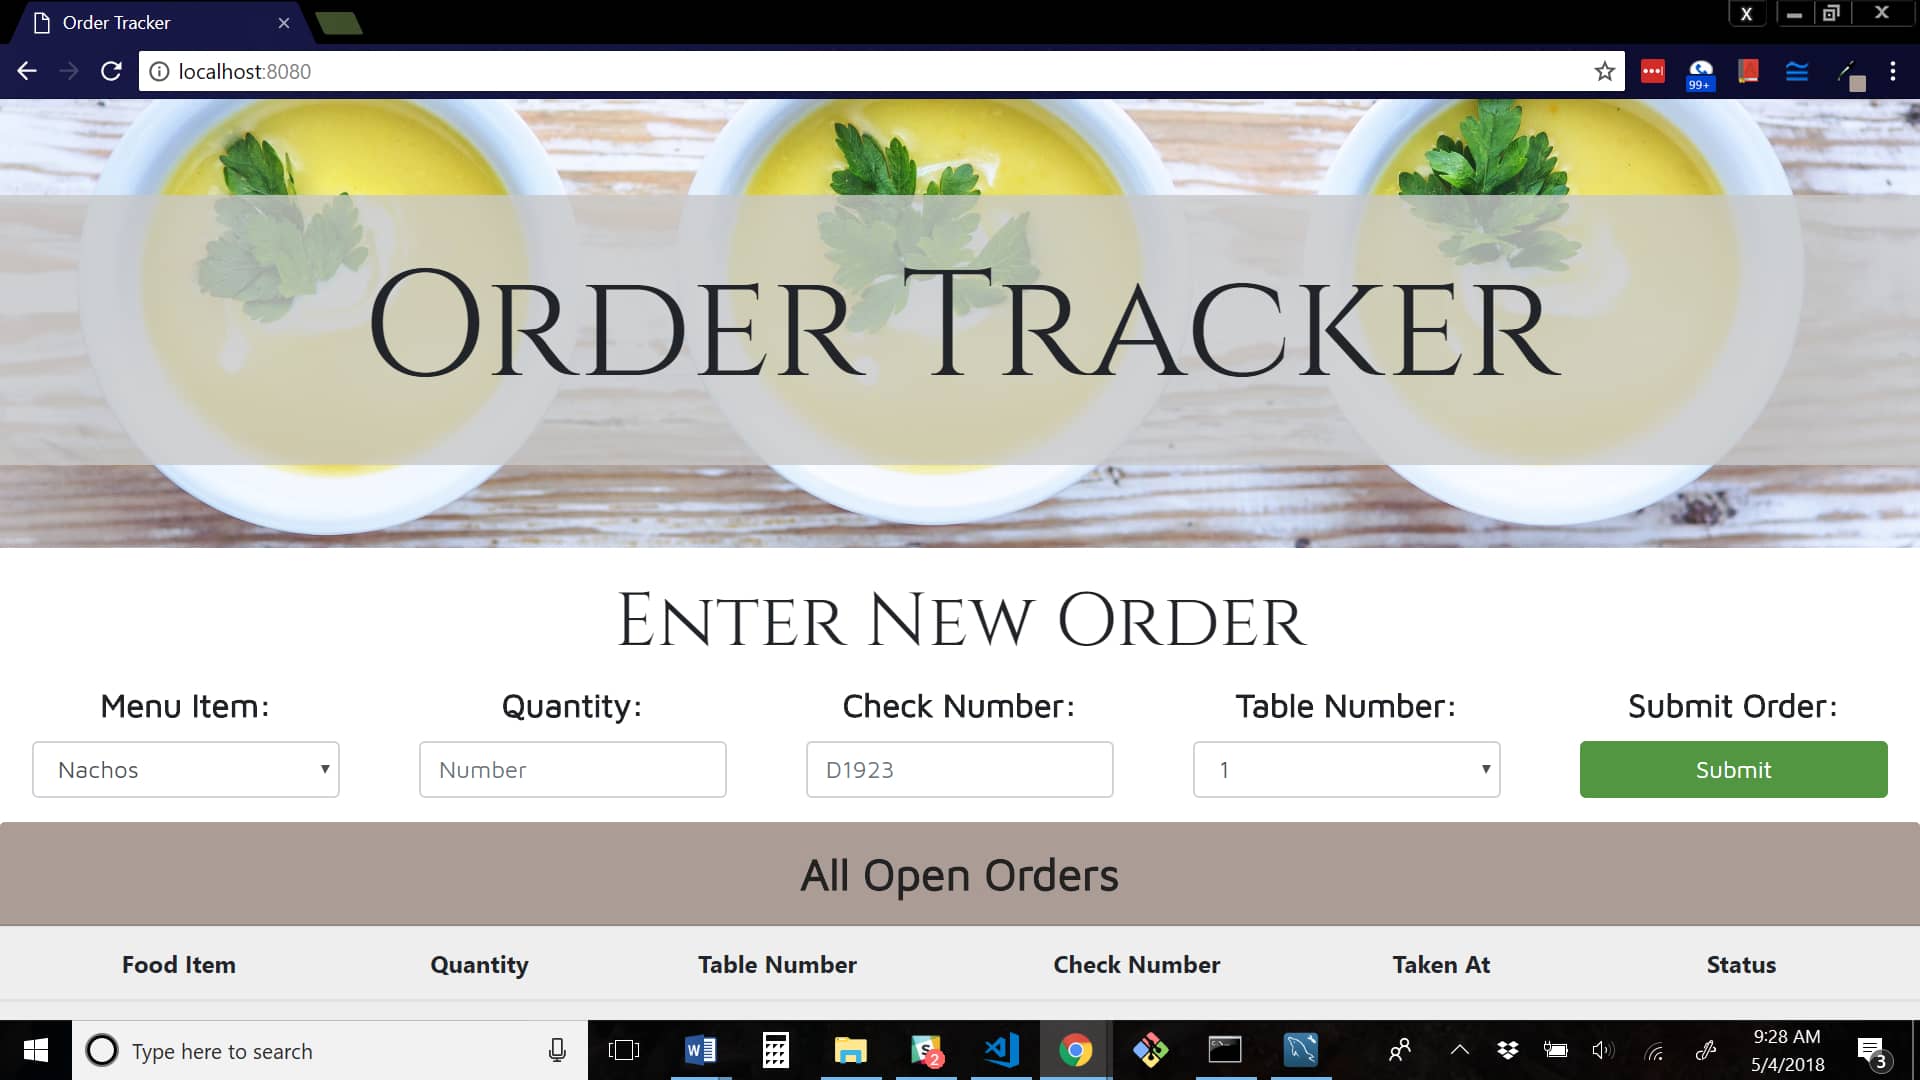 Order Tracker
X
localhost:8080
99+
Order Tracker
Enter New Order
Menu Item:
Quantity:
Check Number:
Table Number:
Submit Order:
Nachos
Number
D1923
1
Submit
All Open Orders
Food Item
Quantity
Table Number
Check Number
Taken At
Status
Type here to search
W
S
2
9:28 AM
5/4/2018
3